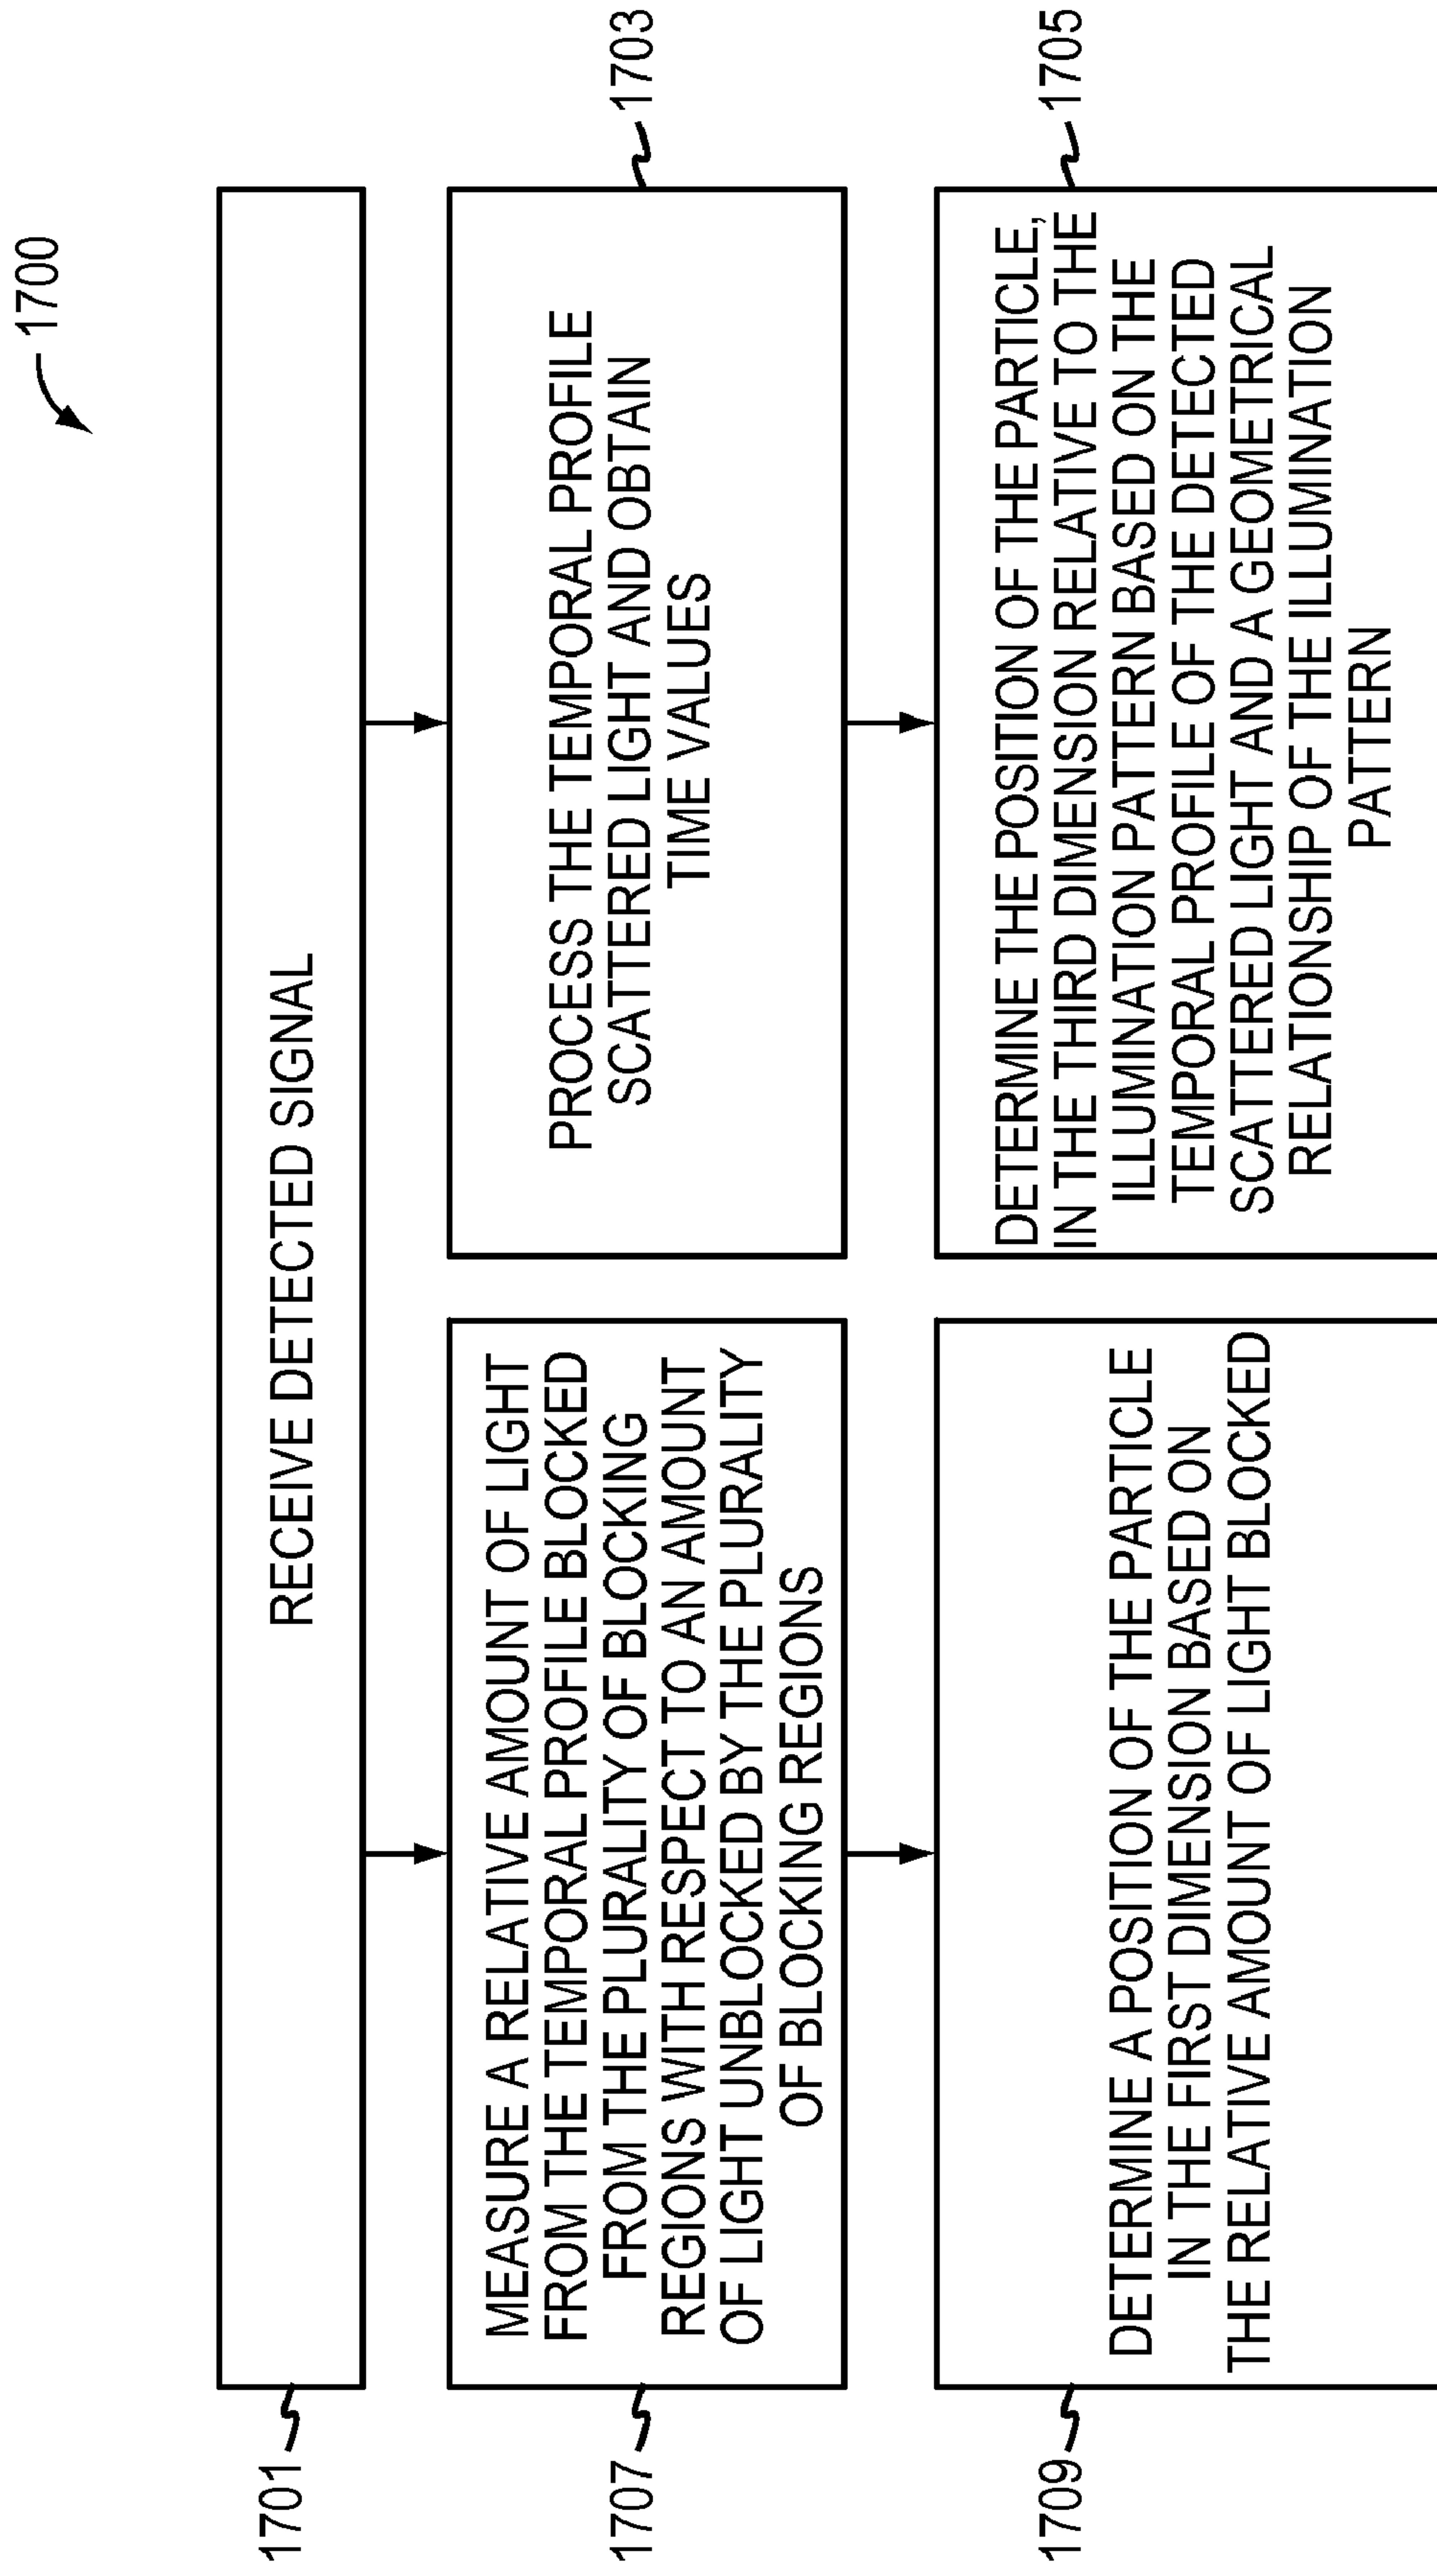 1700
1701
RECEIVE DETECTED SIGNAL
1707
MEASURE A RELATIVE AMOUNT OF LIGHT
FROM THE TEMPORAL PROFILE BLOCKED
FROM THE PLURALITY OF BLOCKING
REGIONS WITH RESPECT TO AN AMOUNT
OF LIGHT UNBLOCKED BY THE PLURALITY
OF BLOCKING REGIONS
PROCESS THE TEMPORAL PROFILE
SCATTERED LIGHT AND OBTAIN
TIME VALUES
1703
1709
DETERMINE A POSITION OF THE PARTICLE
IN THE FIRST DIMENSION BASED ON
THE RELATIVE AMOUNT OF LIGHT BLOCKED
DETERMINE THE POSITION OF THE PARTICLE,
IN THE THIRD DIMENSION RELATIVE TO THE
ILLUMINATION PATTERN BASED ON THE
TEMPORAL PROFILE OF THE DETECTED
SCATTERED LIGHT AND A GEOMETRICAL
RELATIONSHIP OF THE ILLUMINATION
PATTERN
1705